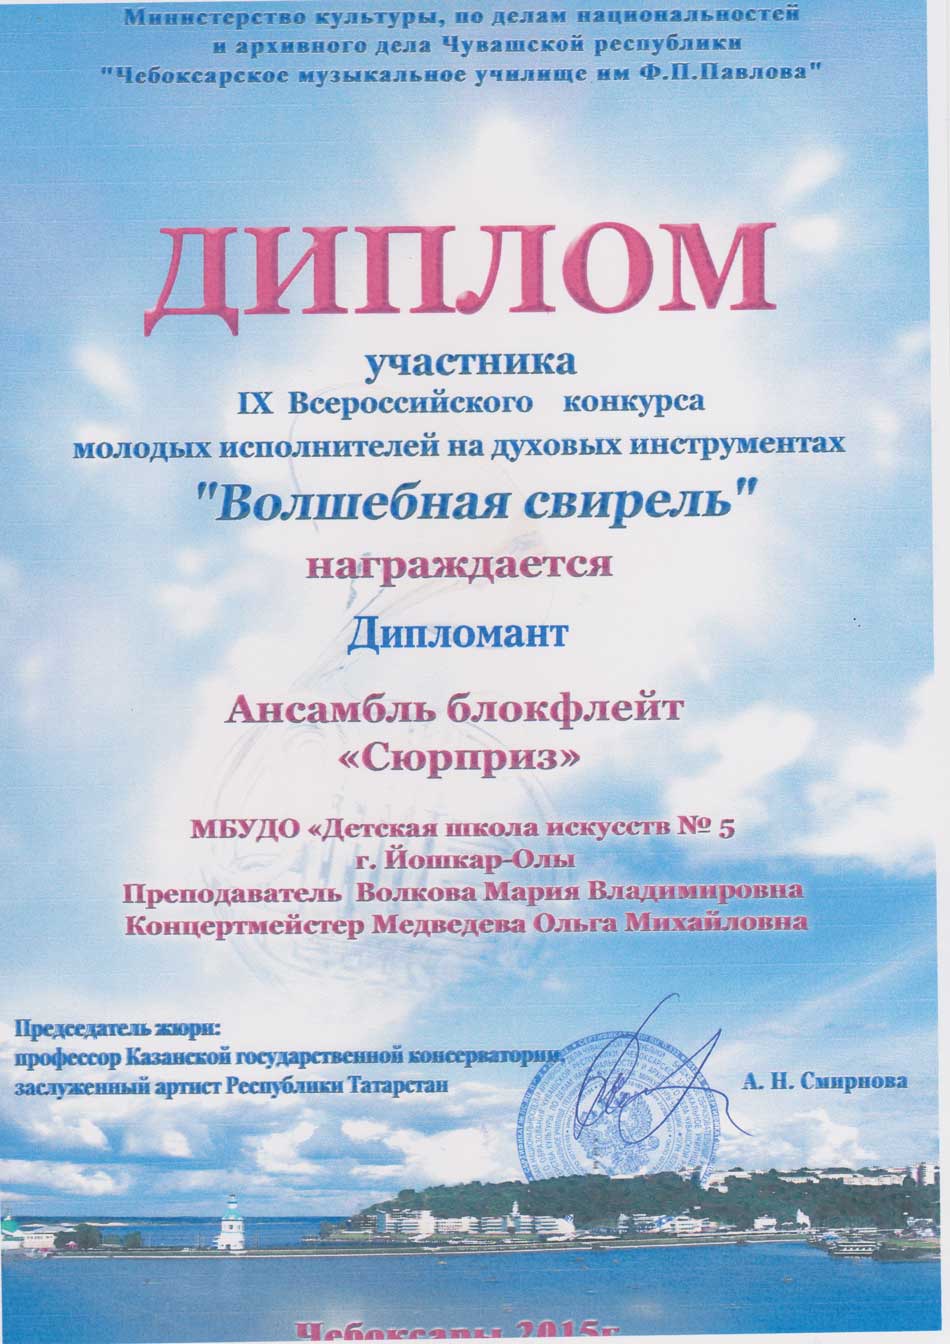 Министерство культуры, по делам национальностей
и архивного дела Чувашской республики
"Чебоксарское музыкальное училище им Ф.П.Павлова"
ДИПЛОМ
участника
IX Всероссийского конкурса
молодых исполнителей на духовых инструментах
"Волшебная свирель"
награждается
Дипломант
Ансамбль блокфлейт
«Сюрприз»
МБУДО «Детская школа искусств № 5
г. Йошкар-Олы
Преподаватель Волкова Мария Владимировна
Концертмейстер Медведева Ольга Михайловна
Председатель жюри:
профессор Казанской государственной консерватории,
заслуженный артист Республики Татарстан
А. Н. Смирнова
Чебоксары 2015г